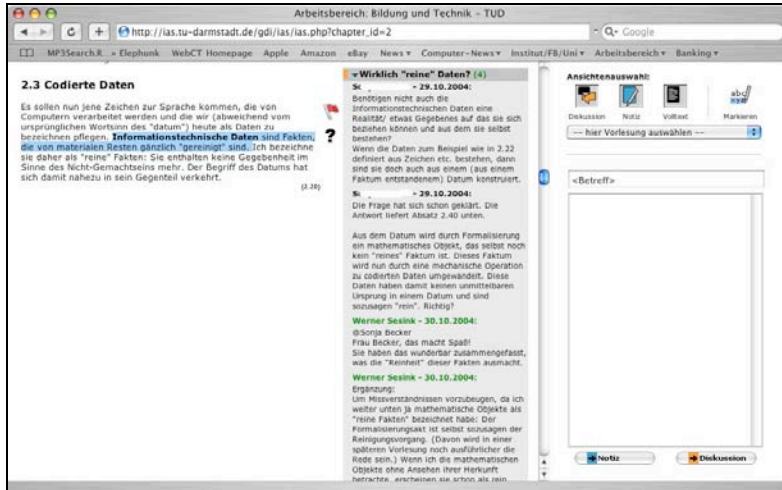 Arbeitsbereich: Bildung und Technik – TUD
http://ias.tu-darmstadt.de/gdi/ias/ias.php?chapter_id=2
Google
MP3Search.R... » Elephunk WebCT Homepage Apple Amazon eBay News Computer-News Institut/FB/Uni Arbeitsbereich Banking
2.3 Codierte Daten
Es sollen nun jene Zeichen zur Sprache kommen, die von
Computern verarbeitet werden und die wir (abweichend vom
ursprünglichen Wortsinn des "datum") heute als Daten zu
bezeichnen pflegen. Informationstechnische Daten sind Fakten,
die von materialen Resten gänzlich "gereinigt" sind. Ich bezeichne
sie daher als "reine" Fakten: Sie enthalten keine Gegebenheit im
Sinne des Nicht-Gemachtseins mehr. Der Begriff des Datums hat
sich damit nahezu in sein Gegenteil verkehrt.
(2.20)
?
Wirklich "reine" Daten? (4)
- 29.10.2004:
Benötigen nicht auch die
Informationstechnischen Daten eine
Realität/ etwas Gegebenes auf das sie sich
beziehen können und aus dem sie selbst
bestehen?
Wenn die Daten zum Beispiel wie in 2.22
definiert aus Zeichen etc. bestehen, dann
sind sie doch auch aus einem (aus einem
Faktum entstandenem) Datum konstruiert.
- 29.10.2004:
Die Frage hat sich schon geklärt. Die
Antwort liefert Absatz 2.40 unten.
Aus dem Datum wird durch Formalisierung
ein mathematisches Objekt, das selbst noch
kein "reines" Faktum ist. Dieses Faktum
wird nun durch eine mechanische Operation
zu codierten Daten umgewandelt. Diese
Daten haben damit keinen unmittelbaren
Ursprung in einem Datum und sind
sozusagen "rein". Richtig?
Werner Sesink - 30.10.2004:
@Sonja Becker
Frau Becker, das macht Spaß!
Sie haben das wunderbar zusammengefasst,
was die "Reinheit" dieser Fakten ausmacht.
Werner Sesink - 30.10.2004:
Ergänzung:
Um Missverständnissen vorzubeugen, da ich
weiter unten ja mathematische Objekte als
"reine Fakten" bezeichnet habe: Der
Formalisierungsakt ist selbst sozusagen der
Reinigungsvorgang. (Davon wird in einer
späteren Vorlesung noch ausführlicher die
Rede sein.) Wenn ich die mathematischen
Objekte ohne Ansehen ihrer Herkunft
betrachte, erscheinen sie schon als rein
Ansichtenauswahl:
Diskussion Notiz Volltext Markieren
-- hier Vorlesung auswählen --
<Betreff>
Notiz Diskussion